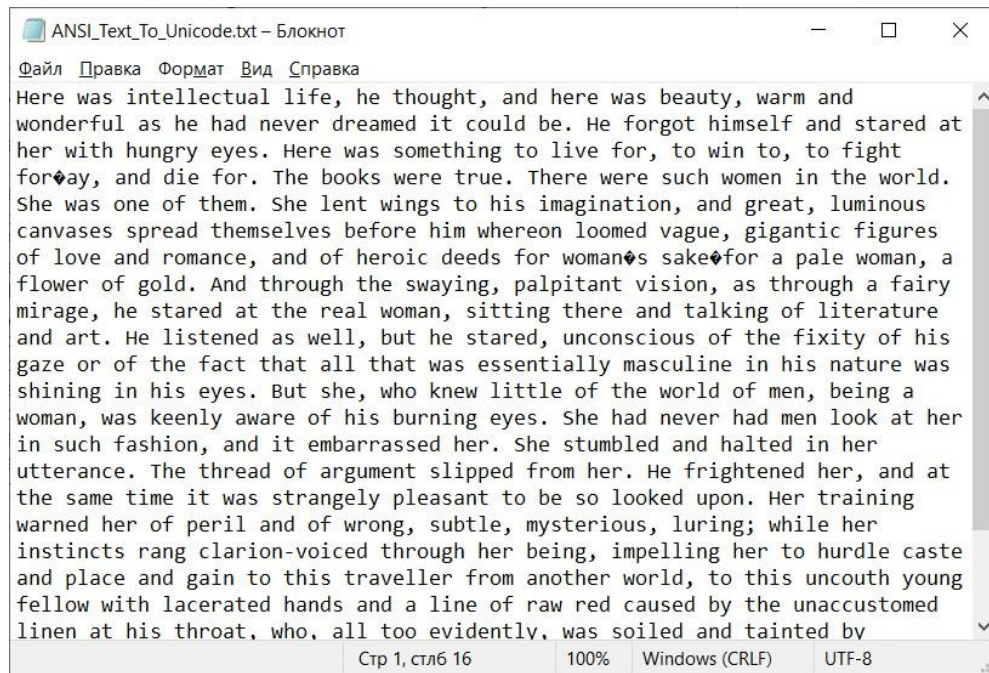 ANSI_Text_To_Unicode.txt – Блокнот
Файл Правка Формат Вид Справка
Here was intellectual life, he thought, and here was beauty, warm and
wonderful as he had never dreamed it could be. He forgot himself and stared at
her with hungry eyes. Here was something to live for, to win to, to fight
for�ay, and die for. The books were true. There were such women in the world.
She was one of them. She lent wings to his imagination, and great, luminous
canvases spread themselves before him whereon loomed vague, gigantic figures
of love and romance, and of heroic deeds for woman�s sake�for a pale woman, a
flower of gold. And through the swaying, palpitant vision, as through a fairy
mirage, he stared at the real woman, sitting there and talking of literature
and art. He listened as well, but he stared, unconscious of the fixity of his
gaze or of the fact that all that was essentially masculine in his nature was
shining in his eyes. But she, who knew little of the world of men, being a
woman, was keenly aware of his burning eyes. She had never had men look at her
in such fashion, and it embarrassed her. She stumbled and halted in her
utterance. The thread of argument slipped from her. He frightened her, and at
the same time it was strangely pleasant to be so looked upon. Her training
warned her of peril and of wrong, subtle, mysterious, luring; while her
instincts rang clarion-voiced through her being, impelling her to hurdle caste
and place and gain to this traveller from another world, to this uncouth young
fellow with lacerated hands and a line of raw red caused by the unaccustomed
linen at his throat, who, all too evidently, was soiled and tainted by
Стр 1, стлб 16 100% Windows (CRLF) UTF-8